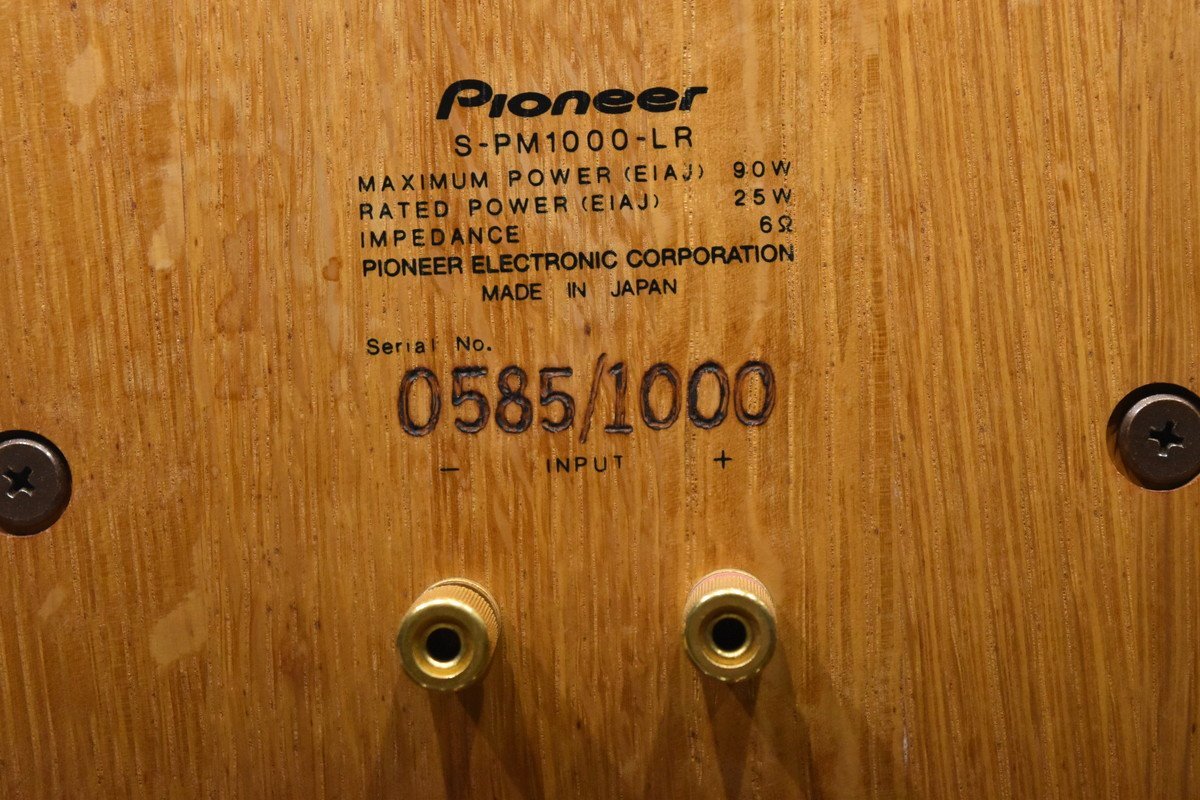 Pioneer
S-PM1000-LR
MAXIMUM POWER (EIAJ) 90W
RATED POWER (EIAJ) 25W
IMPEDANCE 6Ω
PIONEER ELECTRONIC CORPORATION
MADE IN JAPAN
Serial No.
0585/1000
− INPUT +